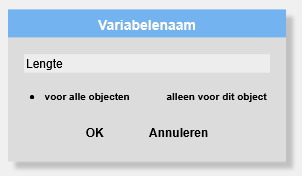 Variabelenaam
Lengte
voor alle objecten alleen voor dit object
OK Annuleren